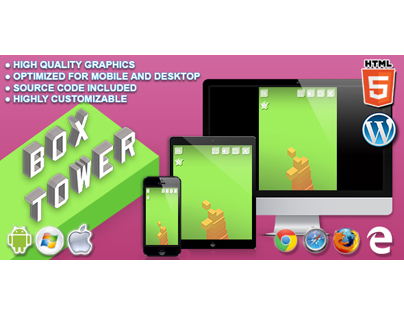 ● HIGH QUALITY GRAPHICS
● OPTIMIZED FOR MOBILE AND DESKTOP
● SOURCE CODE INCLUDED
● HIGHLY CUSTOMIZABLE
HTML
5
BOX
TOWER